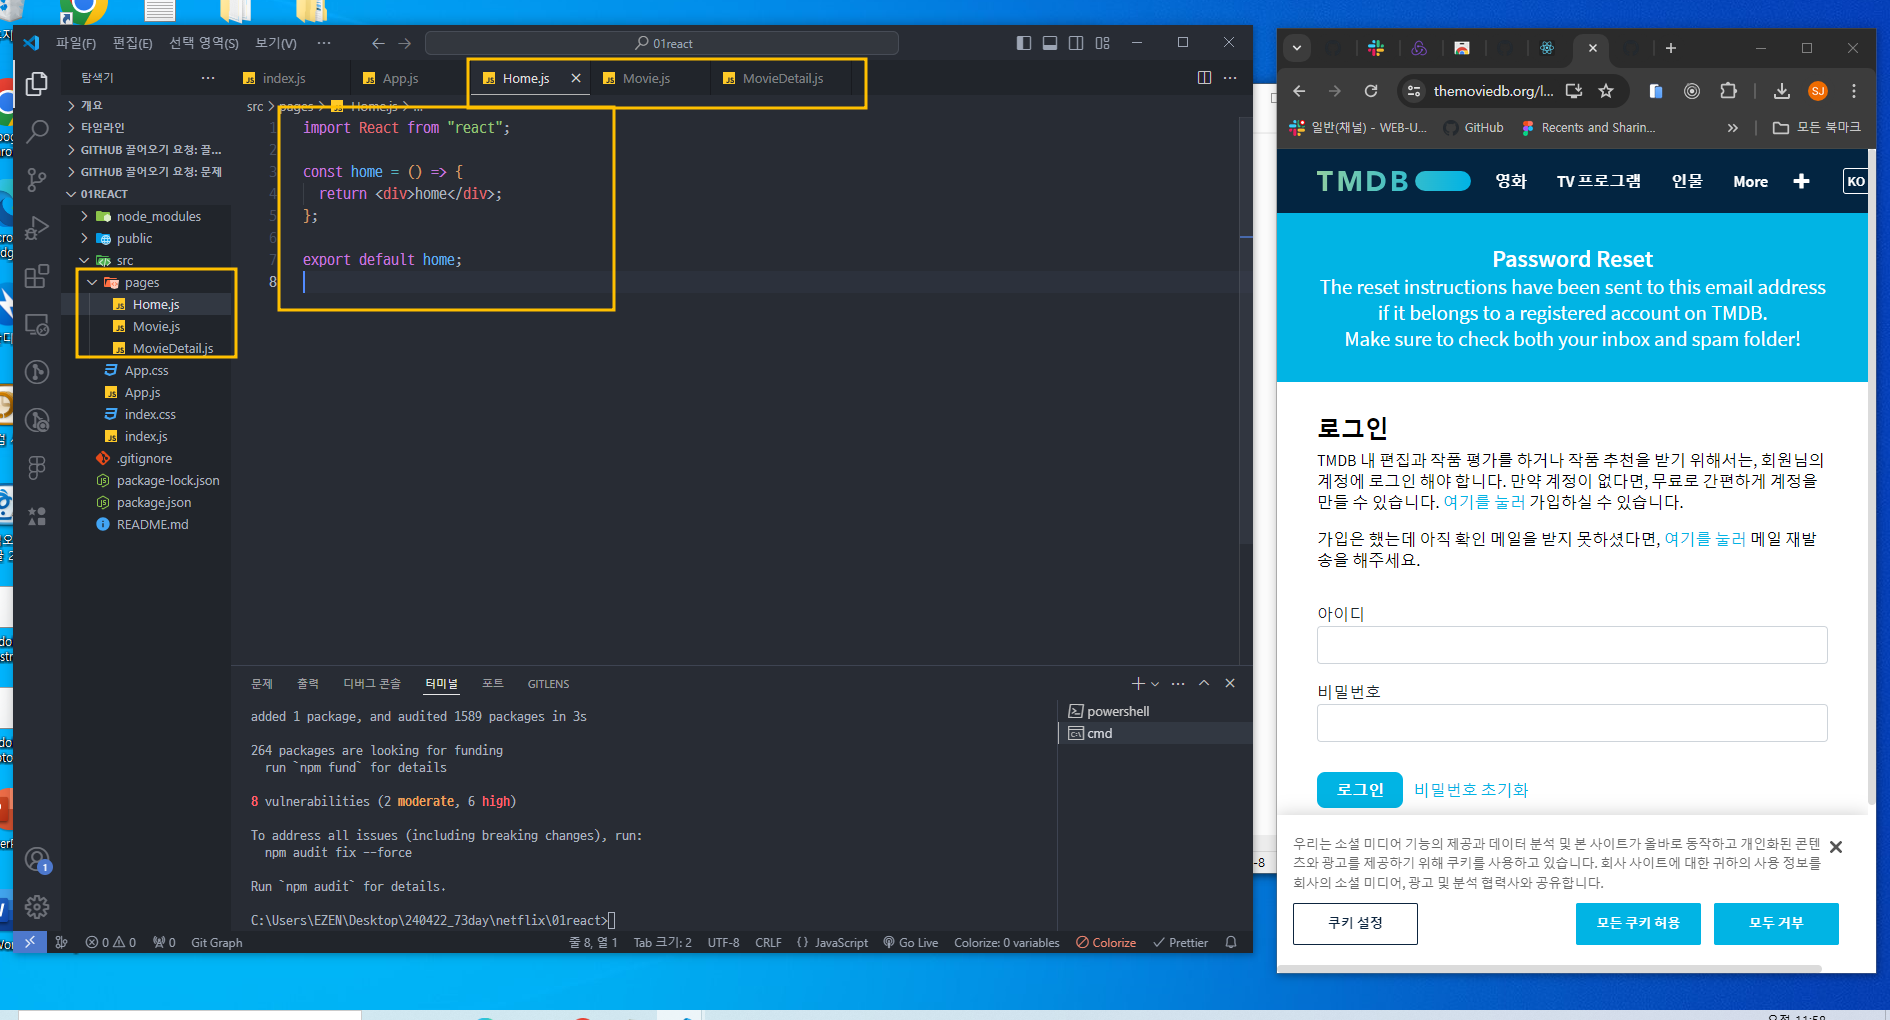 파일(F) 편집(E) 선택 영역(S) 보기(V) ··· 01react
탐색기 ···
개요
타임라인
GITHUB 끌어오기 요청: 끌...
GITHUB 끌어오기 요청: 문제
01REACT
node_modules
public
src
pages
Home.js
Movie.js
MovieDetail.js
App.css
App.js
index.css
index.js
.gitignore
package-lock.json
package.json
README.md
1
index.js App.js Home.js Movie.js MovieDetail.js ···
src > pages > Home.js > ...
1 import React from "react";
2
3 const home = () => {
4 return <div>home</div>;
5 };
6
7 export default home;
8
문제 출력 디버그 콘솔 터미널 포트 GITLENS
added 1 package, and audited 1589 packages in 3s
264 packages are looking for funding
run `npm fund` for details
8 vulnerabilities (2 moderate, 6 high)
To address all issues (including breaking changes), run:
npm audit fix --force
Run `npm audit` for details.
C:\Users\EZEN\Desktop\240422_73day\netflix\01react>
powershell
cmd
0 0 0 Git Graph 줄 8, 열 1 Tab 크기: 2 UTF-8 CRLF {} JavaScript Go Live Colorize: 0 variables Colorize Prettier
-8
themoviedb.org/l... SJ
일반(채널) - WEB-U... GitHub Recents and Sharin... » 모든 북마크
TMDB 영화 TV 프로그램 인물 More + KO
Password Reset
The reset instructions have been sent to this email address
if it belongs to a registered account on TMDB.
Make sure to check both your inbox and spam folder!
로그인
TMDB 내 편집과 작품 평가를 하거나 작품 추천을 받기 위해서는, 회원님의
계정에 로그인 해야 합니다. 만약 계정이 없다면, 무료로 간편하게 계정을
만들 수 있습니다. 여기를 눌러 가입하실 수 있습니다.
가입은 했는데 아직 확인 메일을 받지 못하셨다면, 여기를 눌러 메일 재발
송을 해주세요.
아이디
비밀번호
로그인 비밀번호 초기화
우리는 소셜 미디어 기능의 제공과 데이터 분석 및 본 사이트가 올바로 동작하고 개인화된 콘텐
츠와 광고를 제공하기 위해 쿠키를 사용하고 있습니다. 회사 사이트에 대한 귀하의 사용 정보를
회사의 소셜 미디어, 광고 및 분석 협력사와 공유합니다.
쿠키 설정 모든 쿠키 허용 모두 거부